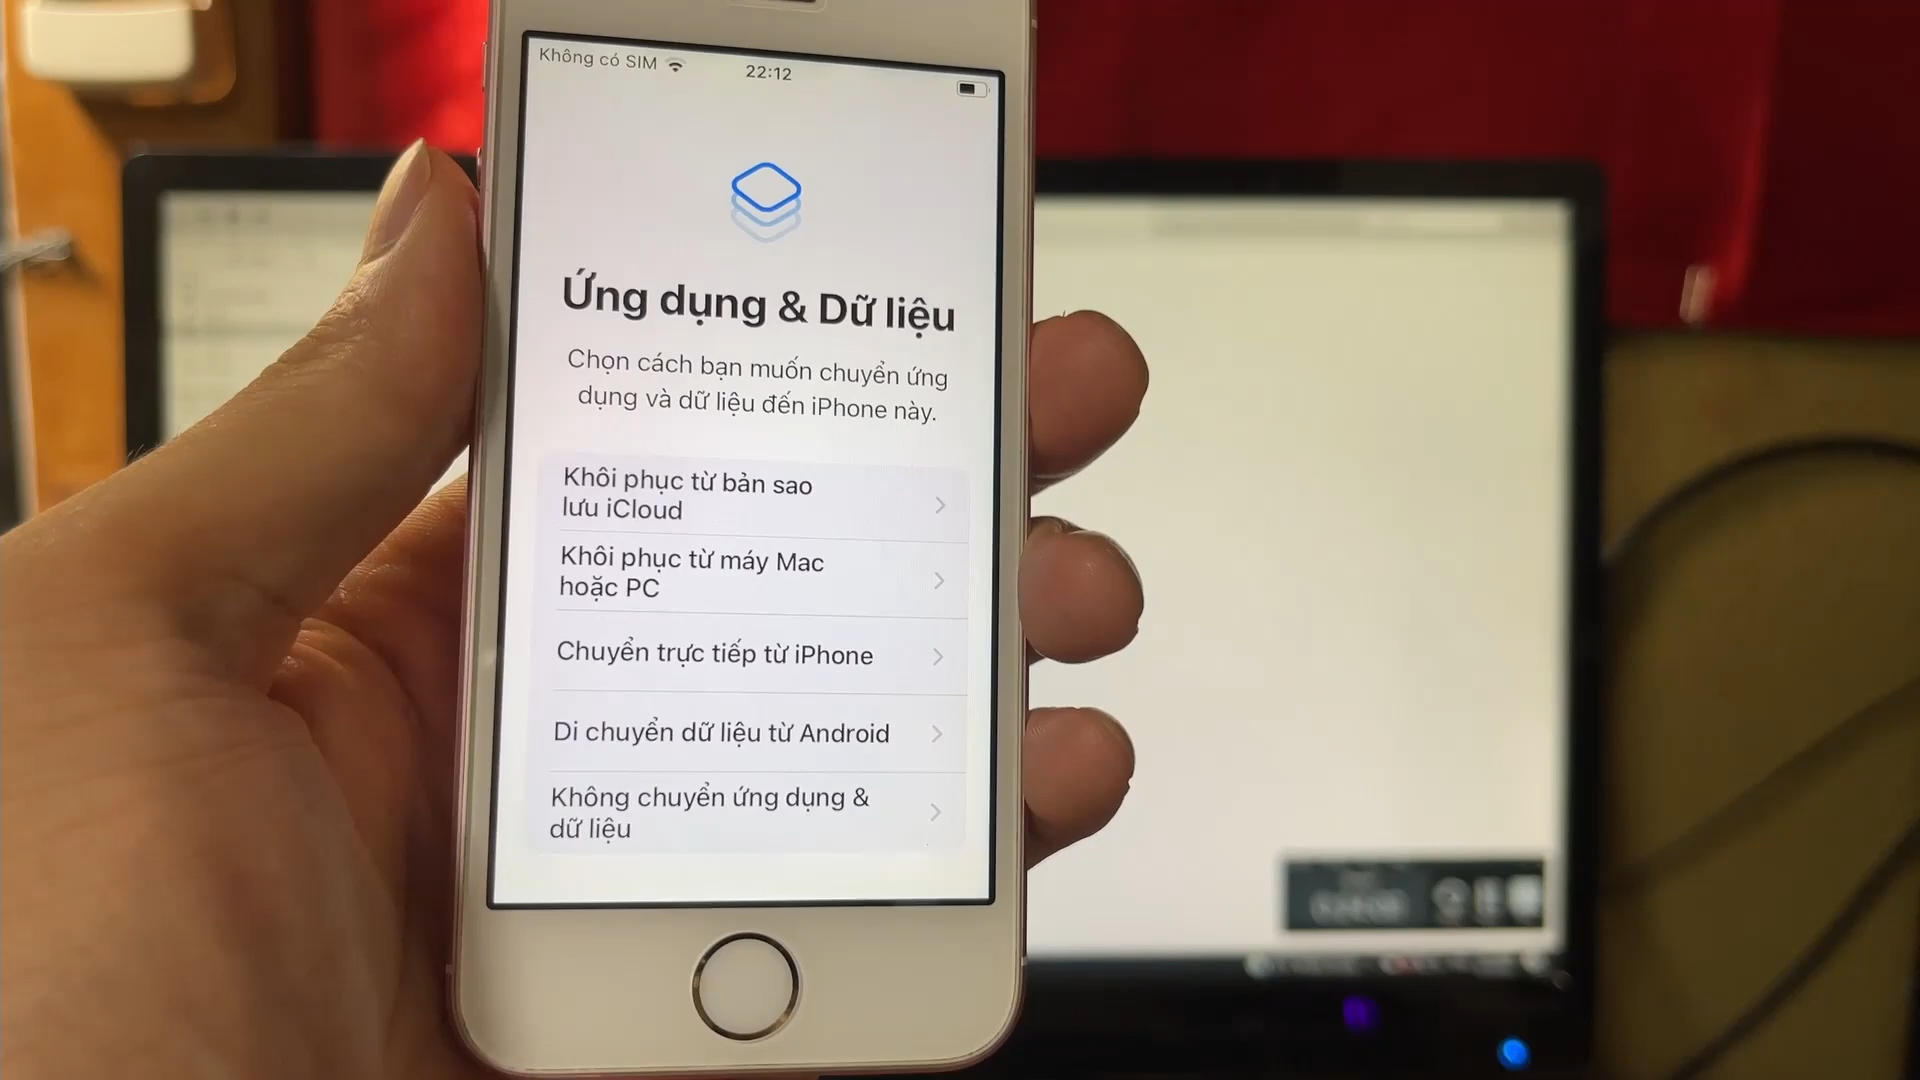 Không có SIM
22:12
Ứng dụng & Dữ liệu
Chọn cách bạn muốn chuyển ứng
dụng và dữ liệu đến iPhone này.
Khôi phục từ bản sao
lưu iCloud
Khôi phục từ máy Mac
hoặc PC
Chuyển trực tiếp từ iPhone
Di chuyển dữ liệu từ Android
Không chuyển ứng dụng &
dữ liệu